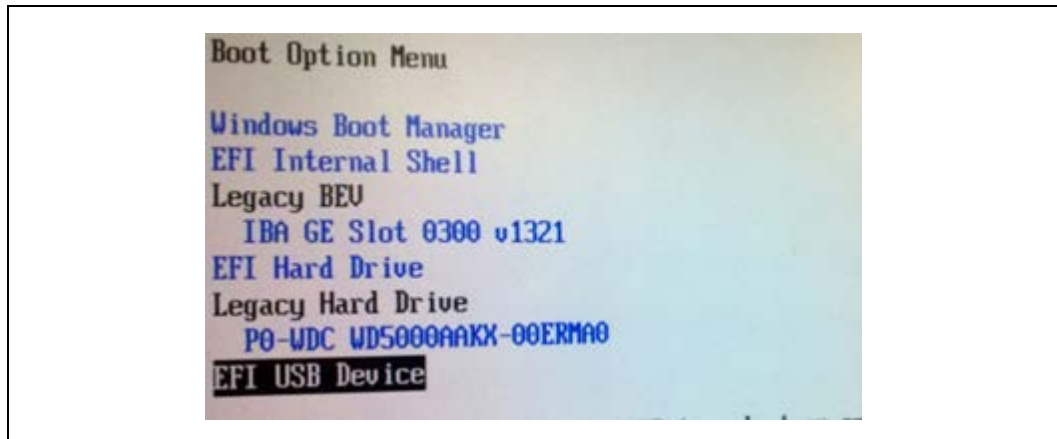 Boot Option Menu
Windows Boot Manager
EFI Internal Shell
Legacy BEV
IBA GE Slot 0300 v1321
EFI Hard Drive
Legacy Hard Drive
P0-WDC WD5000AAKX-00ERMA0
EFI USB Device